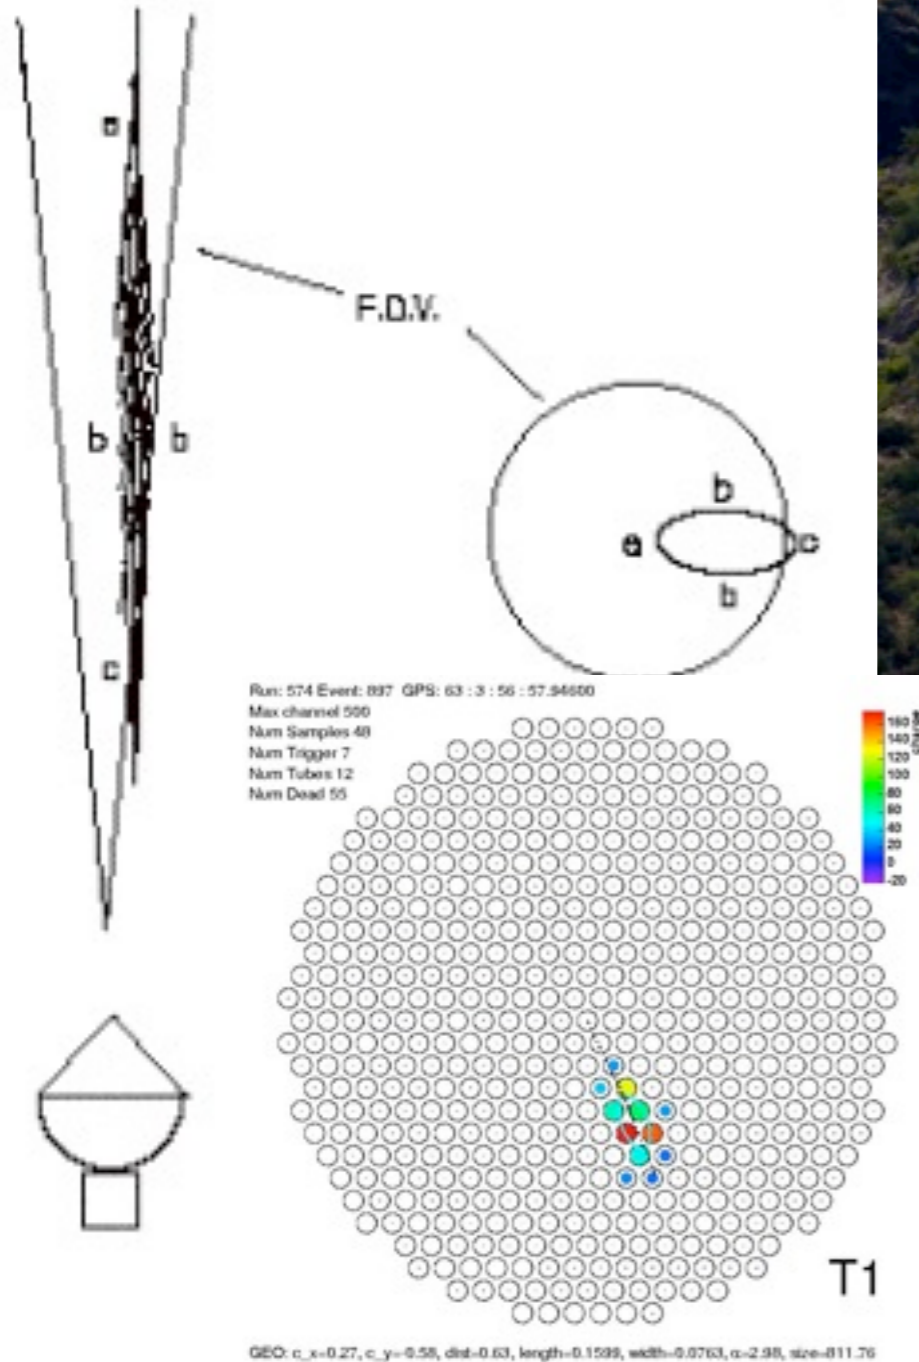 a
F.O.V.
b b
b
a c
b
c
Run: 574 Event: 897 GPS: 63 : 3 : 56 : 57.94600
Max channel 500
Num Samples 48
Num Trigger 7
Num Tubes 12
Num Dead 55
160
140
120
100
80
60
40
20
0
-20
T1
GEO: c_x=0.27, c_y=-0.58, dist=0.63, length=0.1599, width=0.0763, α=2.98, size=811.76